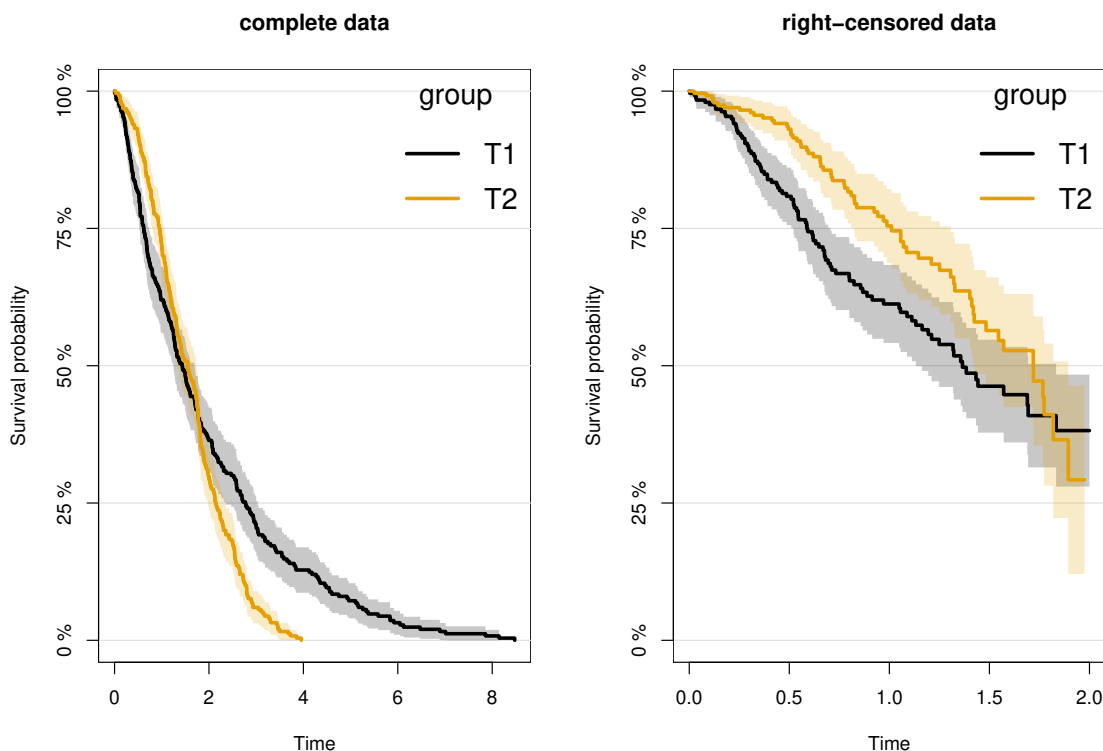 complete data
Survival probability
100 %
75 %
50 %
25 %
0 %
group
T1
T2
0
2
4
6
8
Time
right−censored data
Survival probability
100 %
75 %
50 %
25 %
0 %
group
T1
T2
0.0
0.5
1.0
1.5
2.0
Time